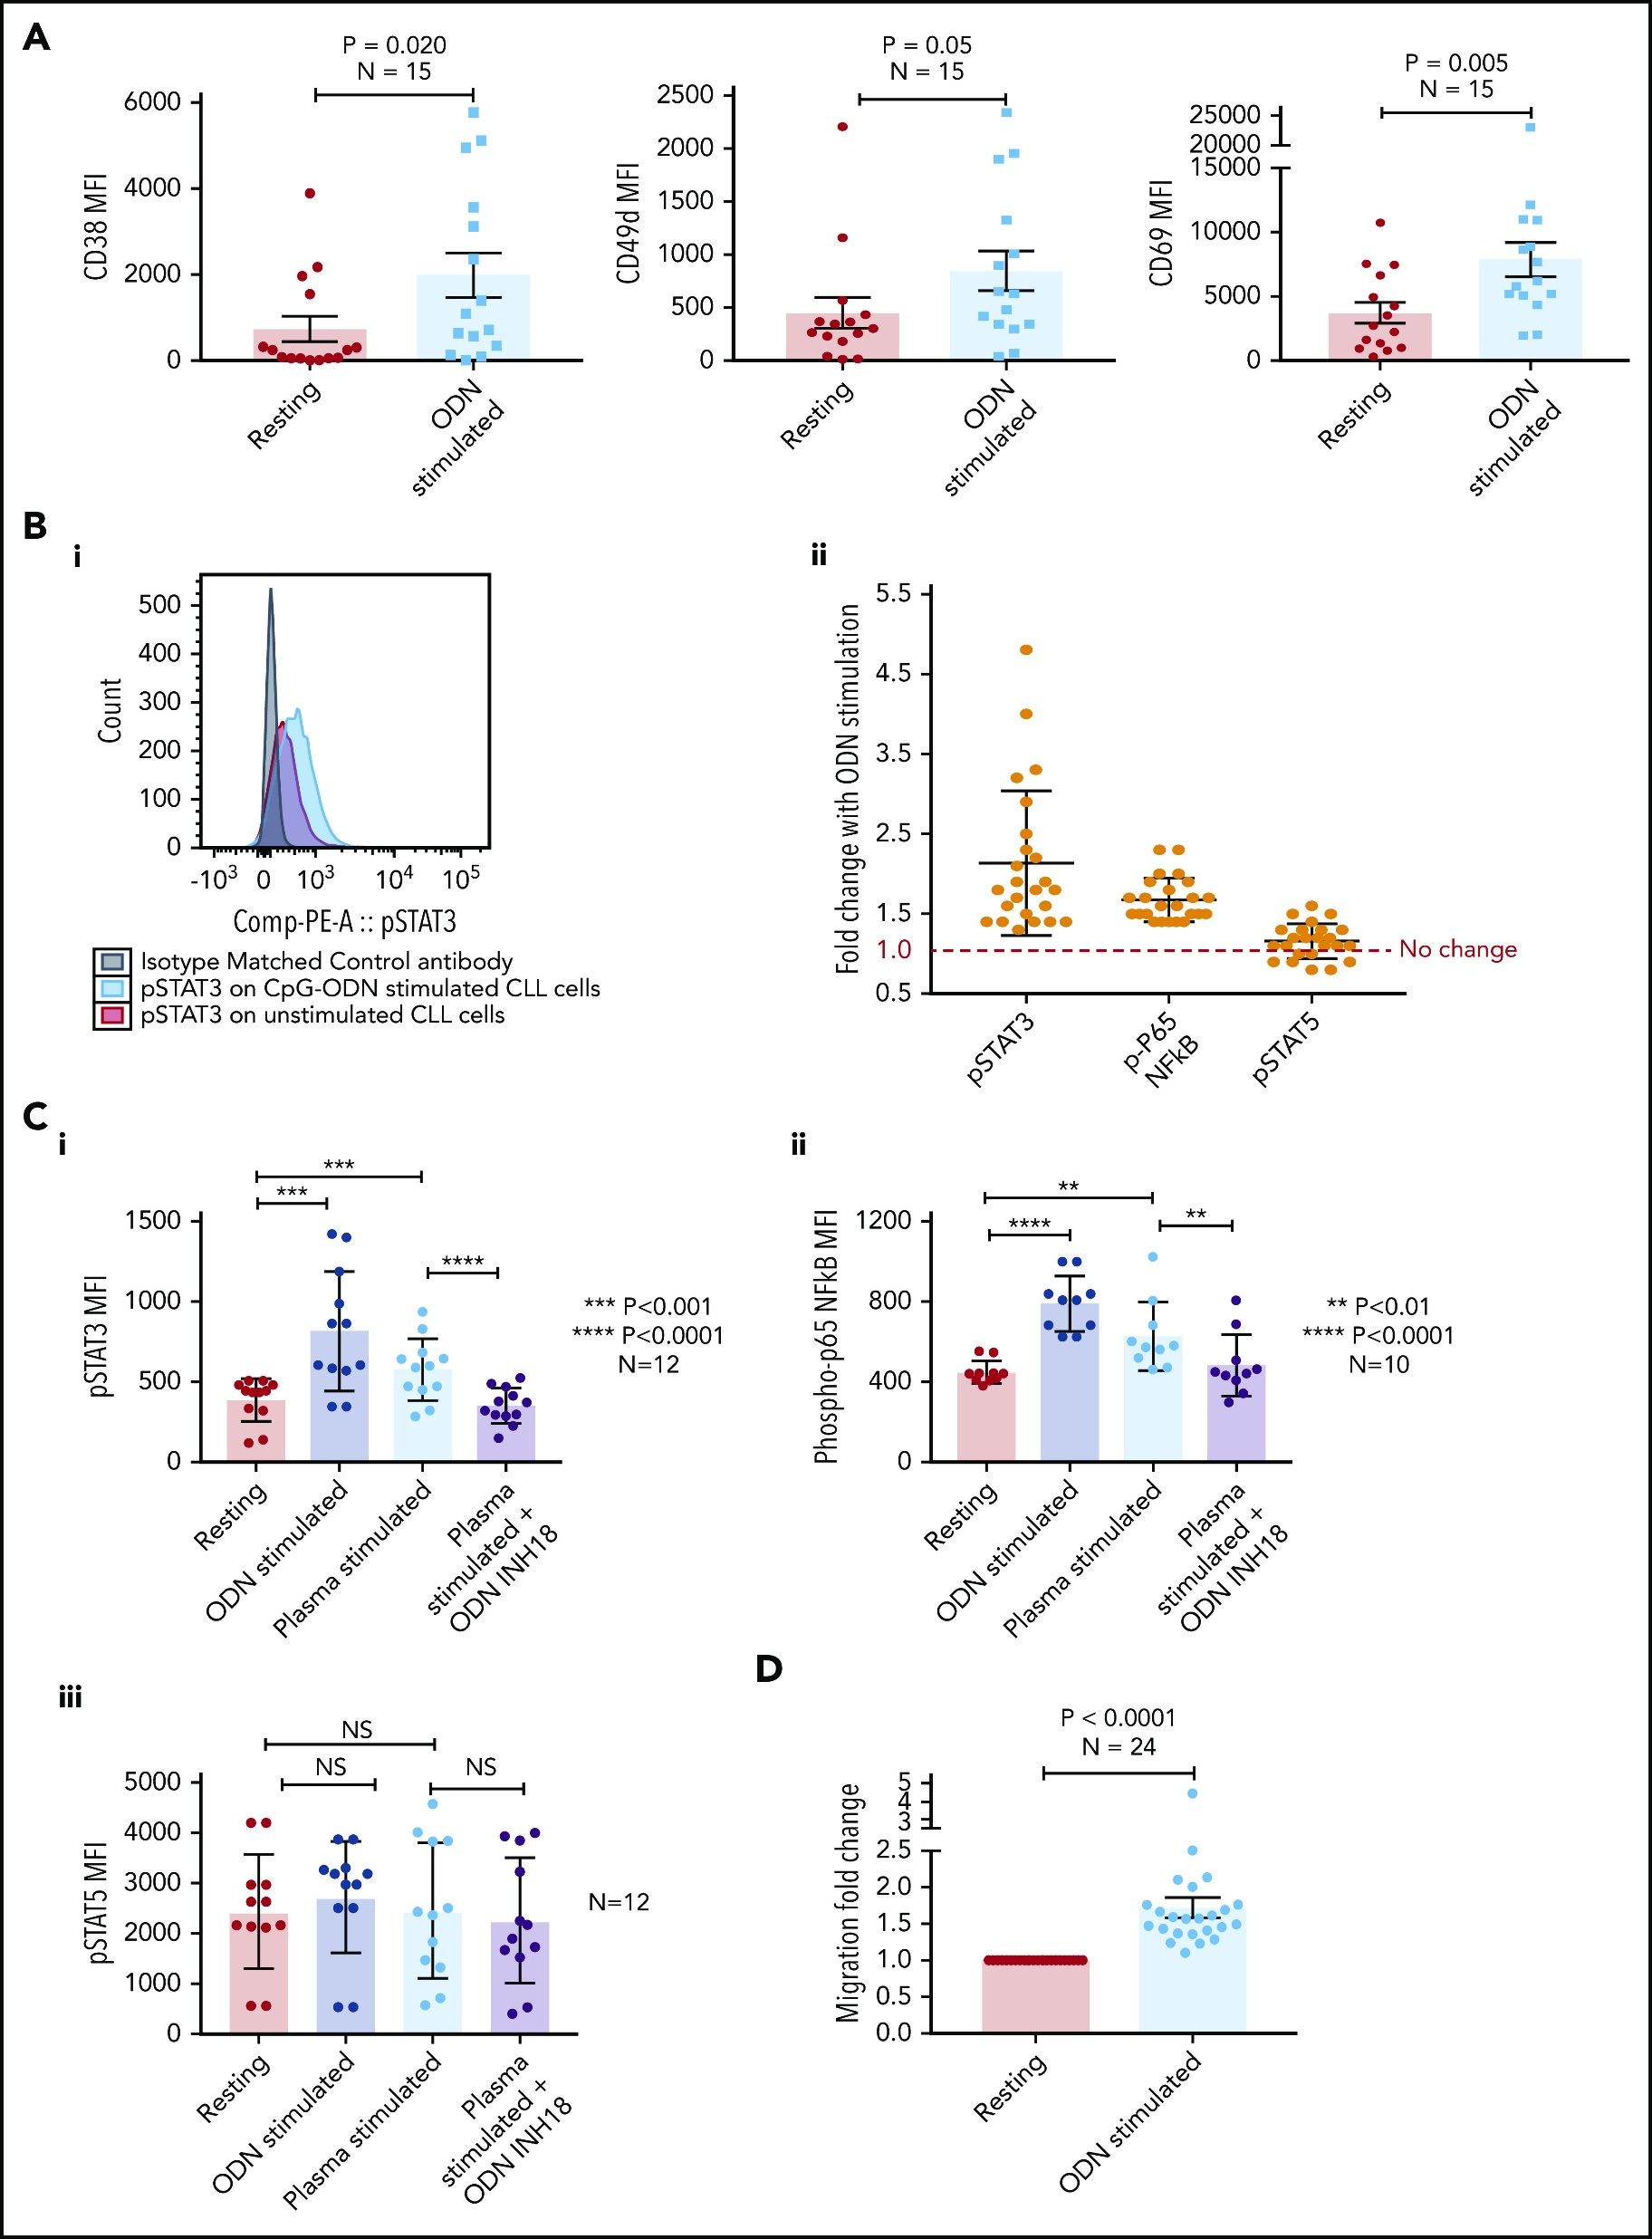 A
P = 0.020
N = 15
CD38 MFI
6000
4000
2000
0
Resting
ODN
stimulated
P = 0.05
N = 15
CD49d MFI
2500
2000
1500
1000
500
0
Resting
ODN
stimulated
P = 0.005
N = 15
CD69 MFI
25000
20000
15000
10000
5000
0
Resting
ODN
stimulated
B
i
Count
500
400
300
200
100
0
-10³ 0 10³ 10⁴ 10⁵
Comp-PE-A :: pSTAT3
Isotype Matched Control antibody
pSTAT3 on CpG-ODN stimulated CLL cells
pSTAT3 on unstimulated CLL cells
ii
Fold change with ODN stimulation
5.5
4.5
3.5
2.5
1.5
1.0
0.5
No change
pSTAT3
p-P65
NFkB
pSTAT5
C
i
pSTAT3 MFI
1500
1000
500
0
***
***
****
*** P<0.001
**** P<0.0001
N=12
Resting
ODN stimulated
Plasma stimulated
Plasma
stimulated +
ODN INH18
ii
Phospho-p65 NFkB MFI
1200
800
400
0
**
****
**
** P<0.01
**** P<0.0001
N=10
Resting
ODN stimulated
Plasma stimulated
Plasma
stimulated +
ODN INH18
iii
pSTAT5 MFI
5000
4000
3000
2000
1000
0
NS
NS
NS
N=12
Resting
ODN stimulated
Plasma stimulated
Plasma
stimulated +
ODN INH18
D
P < 0.0001
N = 24
Migration fold change
5
4
3
2.5
2.0
1.5
1.0
0.5
0.0
Resting
ODN stimulated